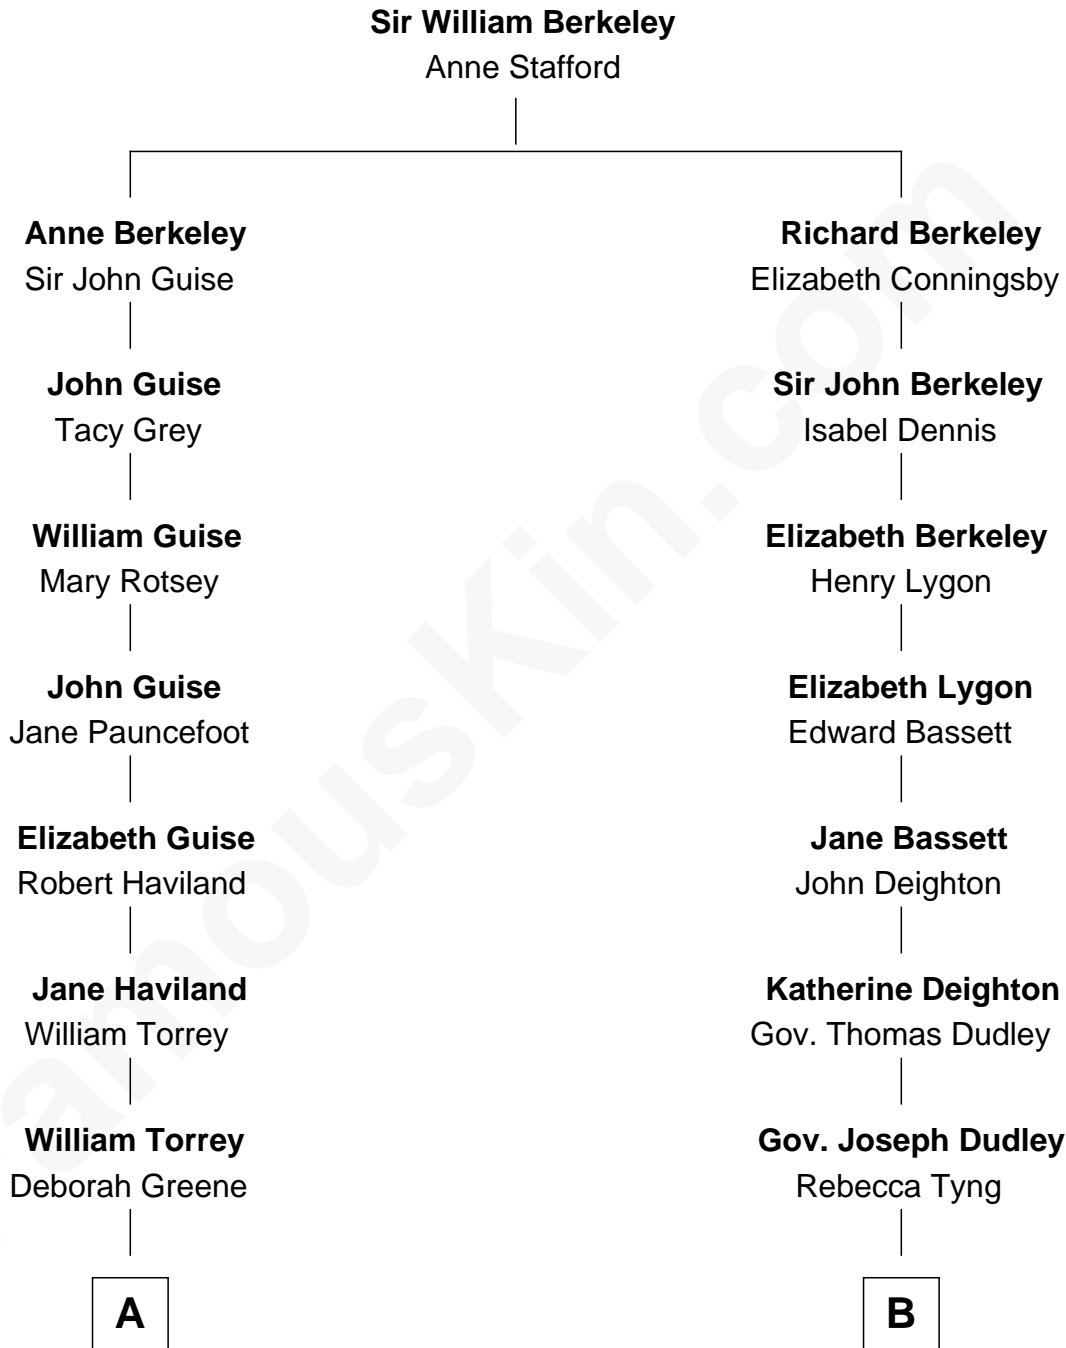 Sir William Berkeley
Anne Stafford
Anne Berkeley
Sir John Guise
Richard Berkeley
Elizabeth Conningsby
John Guise
Tacy Grey
Sir John Berkeley
Isabel Dennis
William Guise
Mary Rotsey
Elizabeth Berkeley
Henry Lygon
John Guise
Jane Pauncefoot
Elizabeth Lygon
Edward Bassett
Elizabeth Guise
Robert Haviland
Jane Bassett
John Deighton
Jane Haviland
William Torrey
Katherine Deighton
Gov. Thomas Dudley
William Torrey
Deborah Greene
Gov. Joseph Dudley
Rebecca Tyng
A
B
amousKin.com